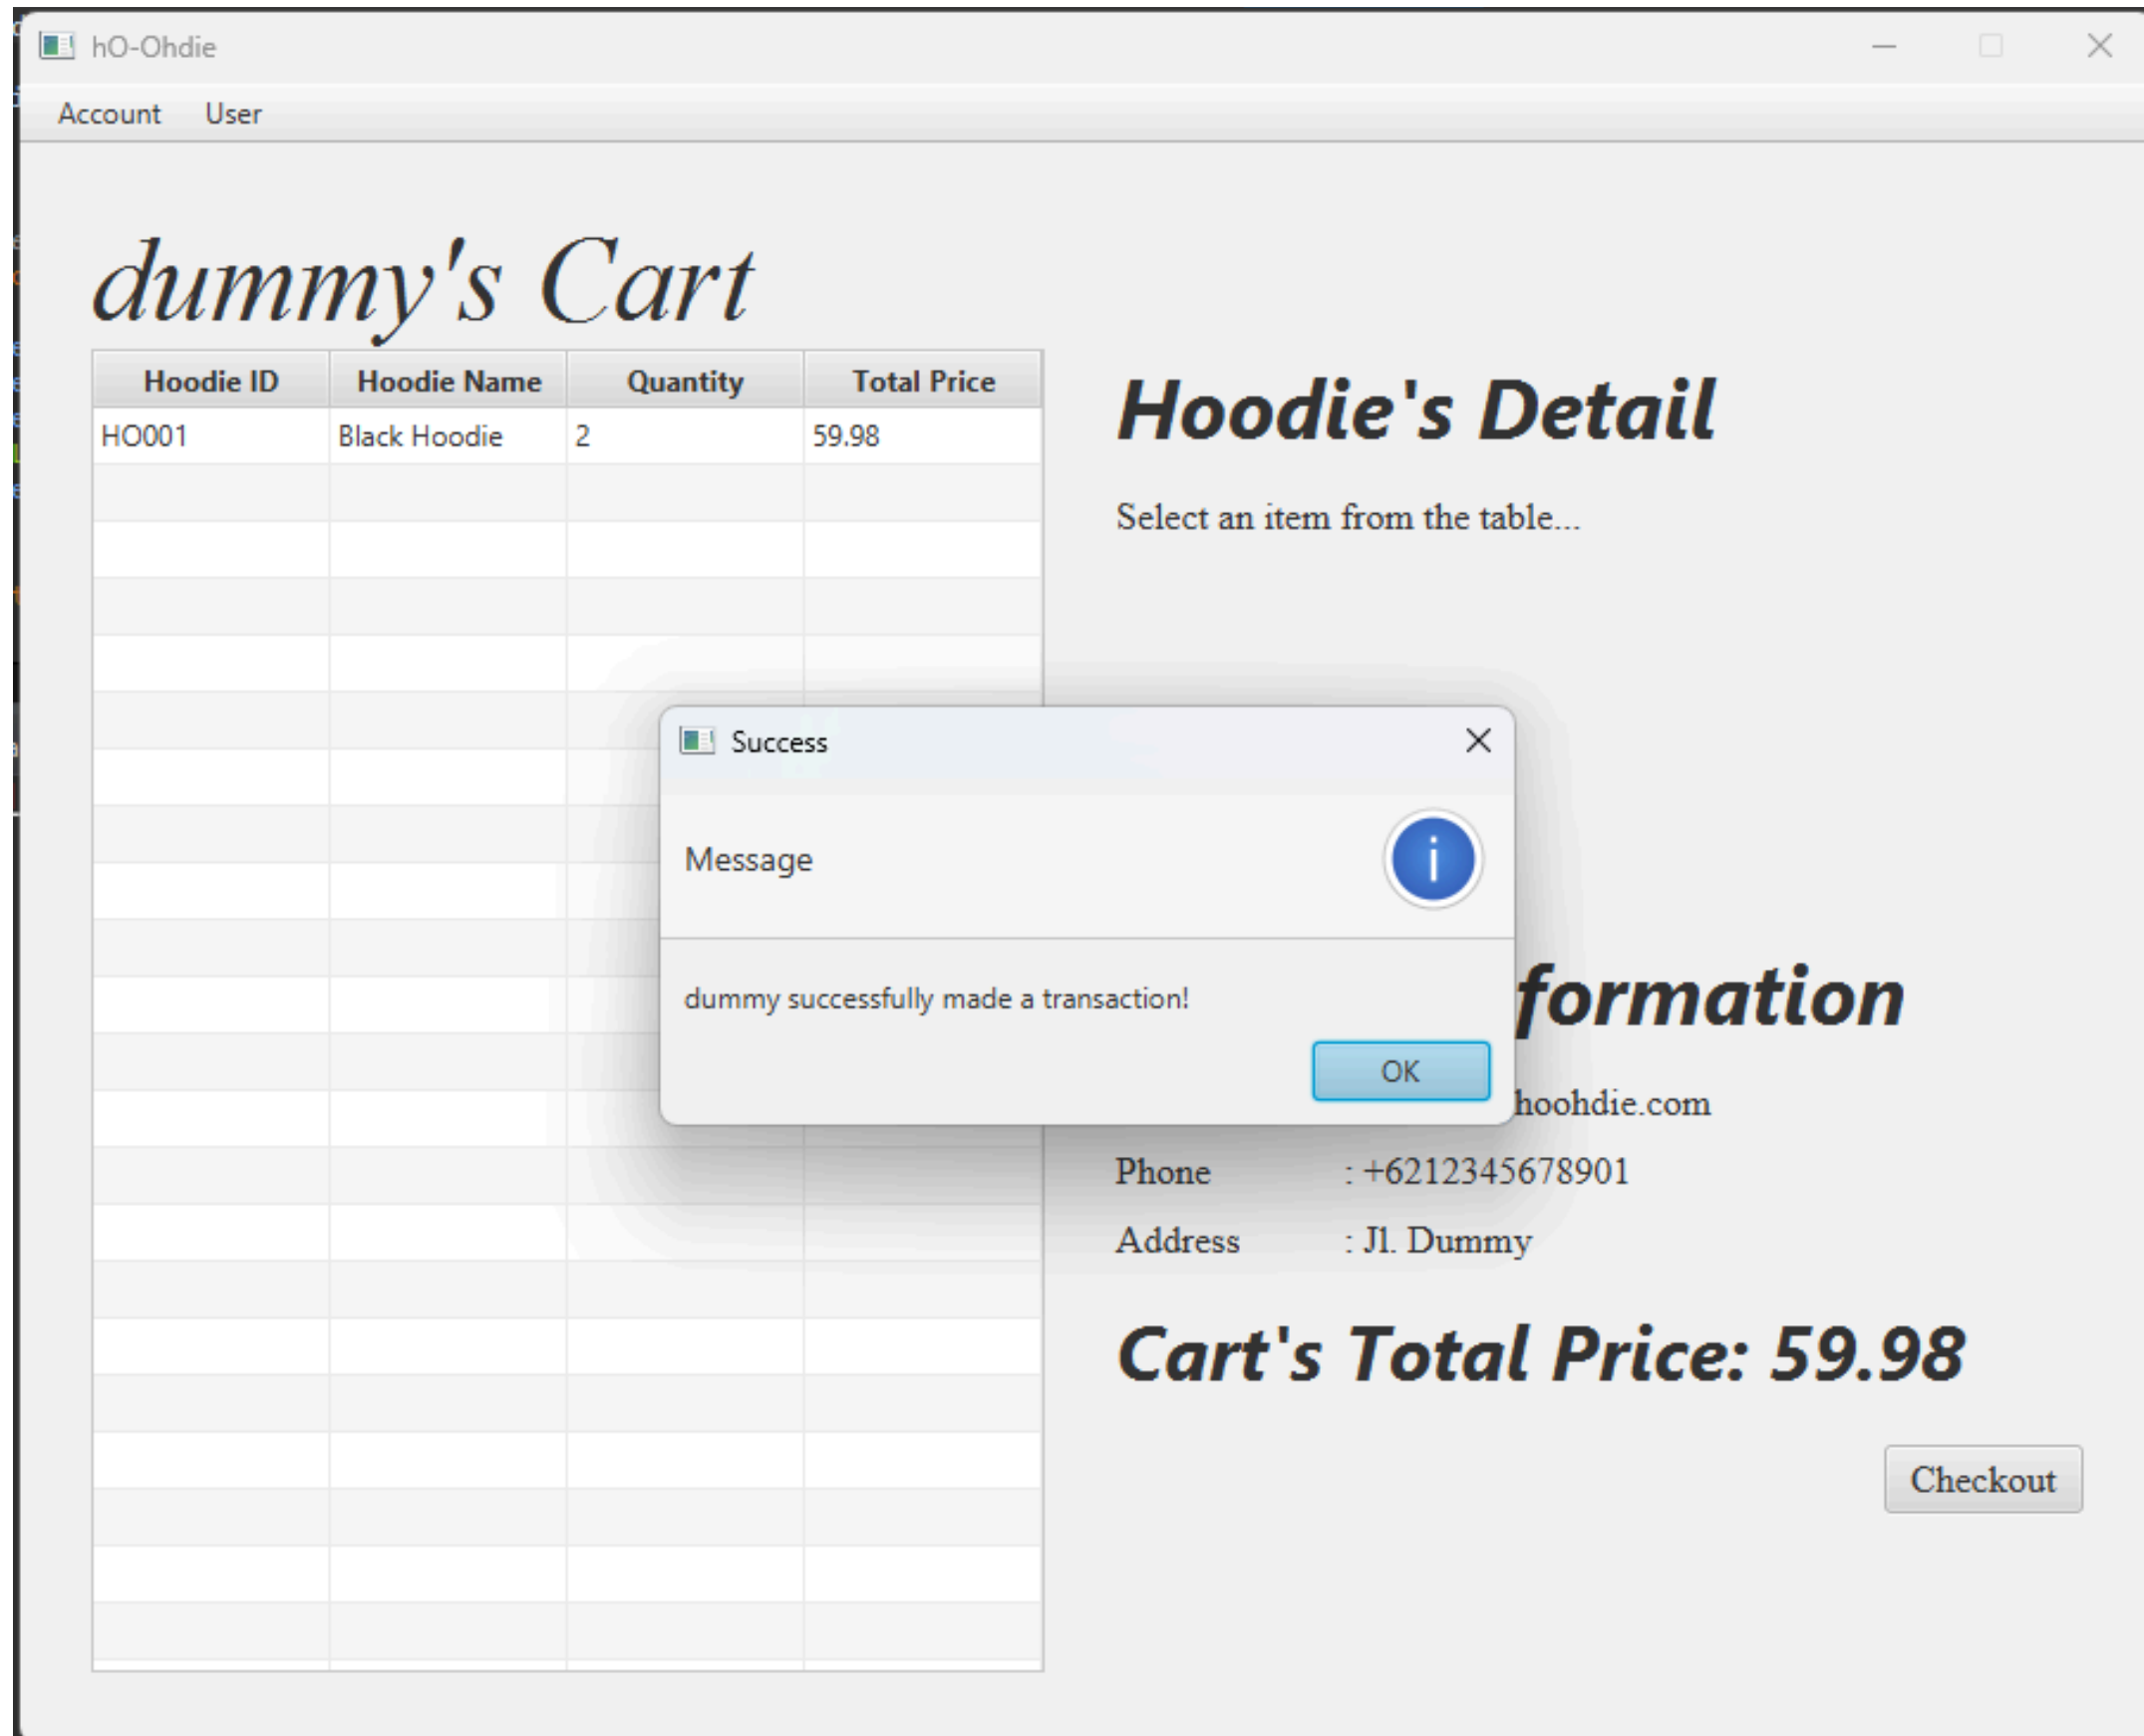 hO-Ohdie
Account User
dummy's Cart
Hoodie ID Hoodie Name Quantity Total Price
HO001 Black Hoodie 2 59.98
Hoodie's Detail
Select an item from the table...
Success
Message
dummy successfully made a transaction!
OK
formation
hoohdie.com
Phone : +6212345678901
Address : Jl. Dummy
Cart's Total Price: 59.98
Checkout